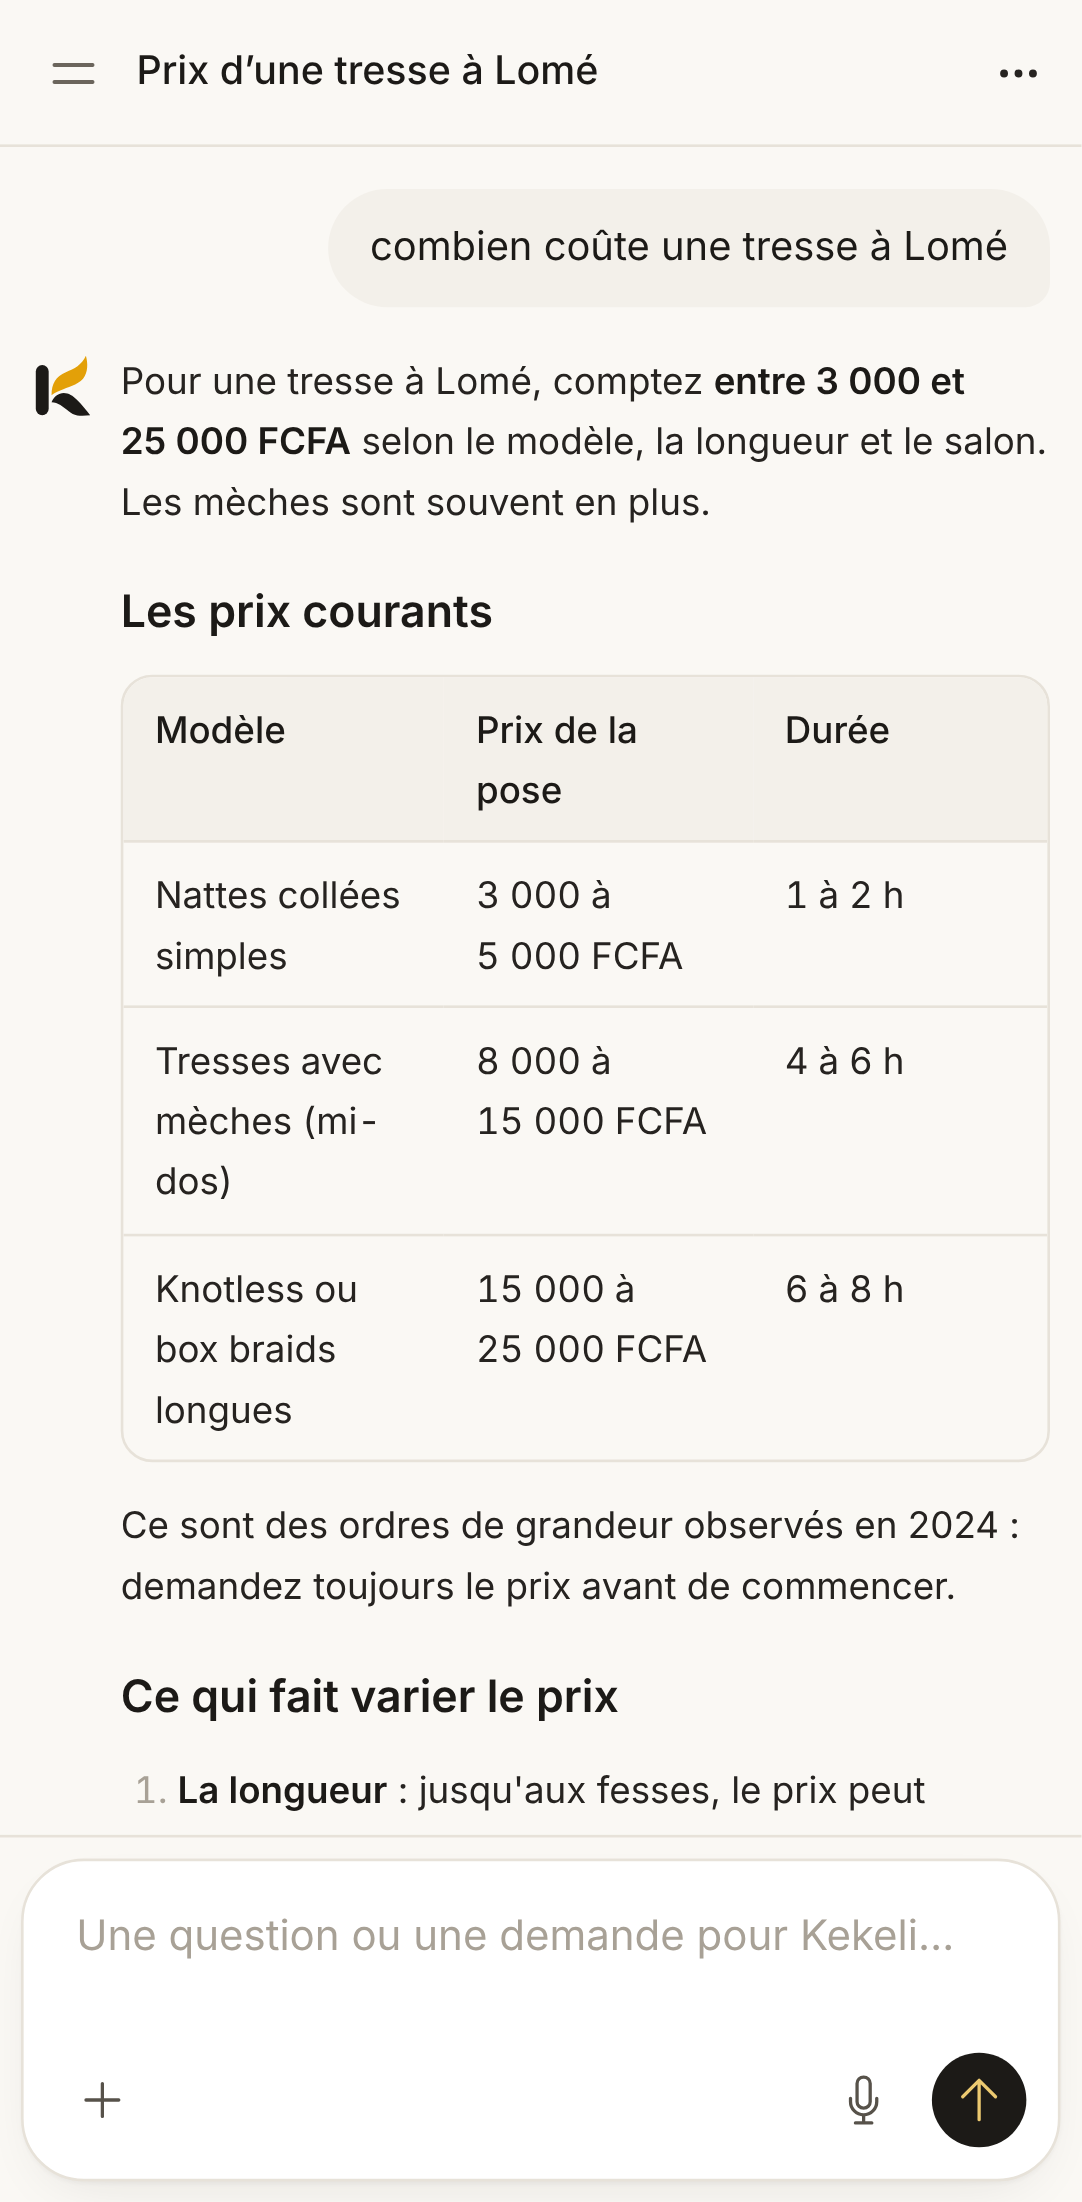 Prix d’une tresse à Lomé
combien coûte une tresse à Lomé
Pour une tresse à Lomé, comptez entre 3 000 et
25 000 FCFA selon le modèle, la longueur et le salon.
Les mèches sont souvent en plus.
Les prix courants
Modèle
Prix de la
pose
Durée
Nattes collées
simples
3 000 à
5 000 FCFA
1 à 2 h
Tresses avec
mèches (mi-
dos)
8 000 à
15 000 FCFA
4 à 6 h
Knotless ou
box braids
longues
15 000 à
25 000 FCFA
6 à 8 h
Ce sont des ordres de grandeur observés en 2024 :
demandez toujours le prix avant de commencer.
Ce qui fait varier le prix
1. La longueur : jusqu'aux fesses, le prix peut
Une question ou une demande pour Kekeli...